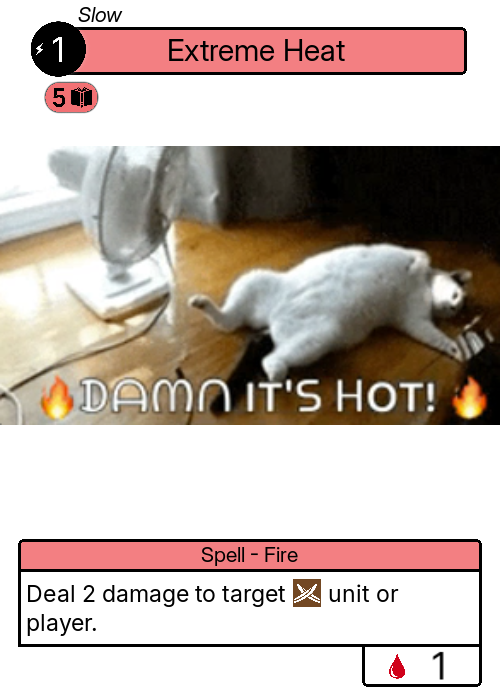 Slow
1 Extreme Heat
5
🔥DAMN IT'S HOT! 🔥
Spell - Fire
Deal 2 damage to target unit or
player.
1